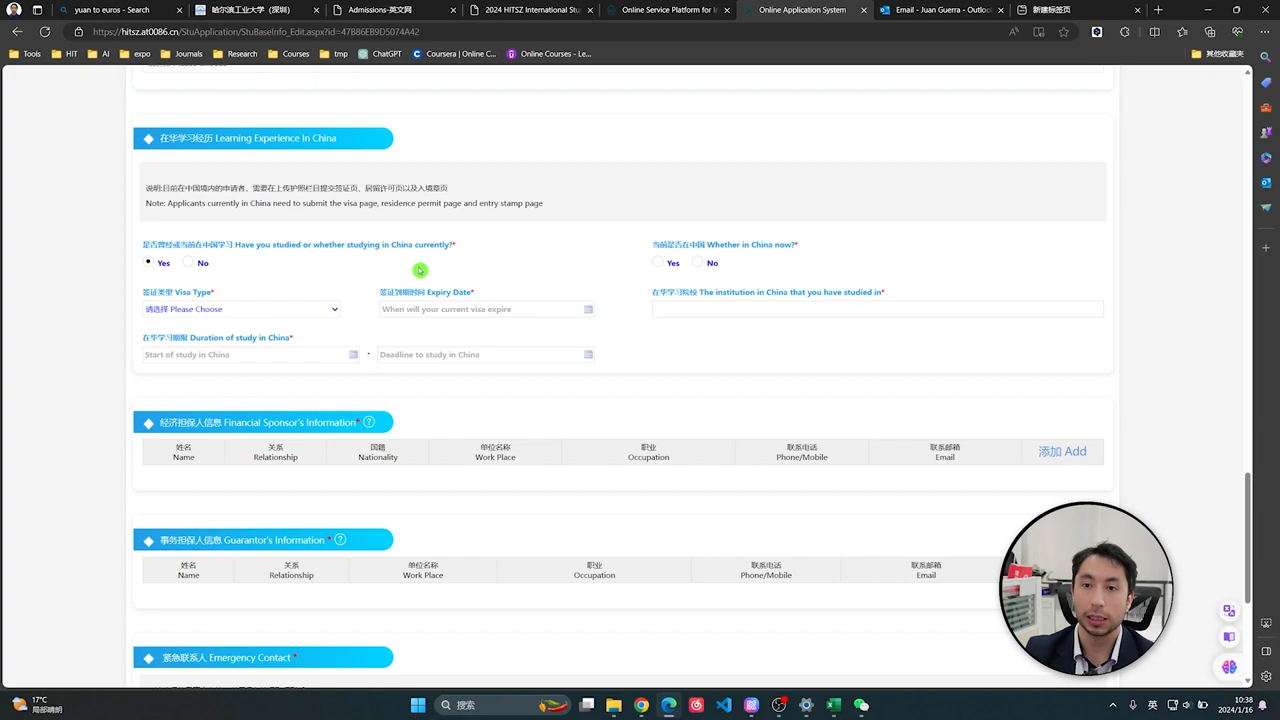 yuan to euros - Search
哈尔滨工业大学（深圳）
Admissions-英文网
2024 HITSZ International Stu
Online Service Platform for In
Online Application System
Email - Juan Guerra - Outlook
新建标签页
https://hitsz.at0086.cn/StuApplication/StuBaseInfo_Edit.aspx?id=47B86EB9D5074A42
Tools
HIT
AI
expo
Journals
Research
Courses
tmp
ChatGPT
Coursera | Online C...
Online Courses - Le...
其他收藏夹
在华学习经历 Learning Experience In China
说明:目前在中国境内的申请者，需要在上传护照栏目提交签证页、居留许可页以及入境章页
Note: Applicants currently in China need to submit the visa page, residence permit page and entry stamp page
是否曾经或当前在中国学习 Have you studied or whether studying in China currently?*
当前是否在中国 Whether in China now?*
Yes No
Yes No
签证类型 Visa Type*
签证到期时间 Expiry Date*
在华学习院校 The institution in China that you have studied in*
请选择 Please Choose
When will your current visa expire
在华学习期限 Duration of study in China*
Start of study in China - Deadline to study in China
经济担保人信息 Financial Sponsor's Information* ?
姓名 关系 国籍 单位名称 职业 联系电话 联系邮箱
添加 Add
Name Relationship Nationality Work Place Occupation Phone/Mobile Email
事务担保人信息 Guarantor's Information * ?
姓名 关系 单位名称 职业 联系电话 联系邮箱
Name Relationship Work Place Occupation Phone/Mobile Email
紧急联系人 Emergency Contact *
17°C
局部晴朗
搜索
英
10:38
2024/1/16